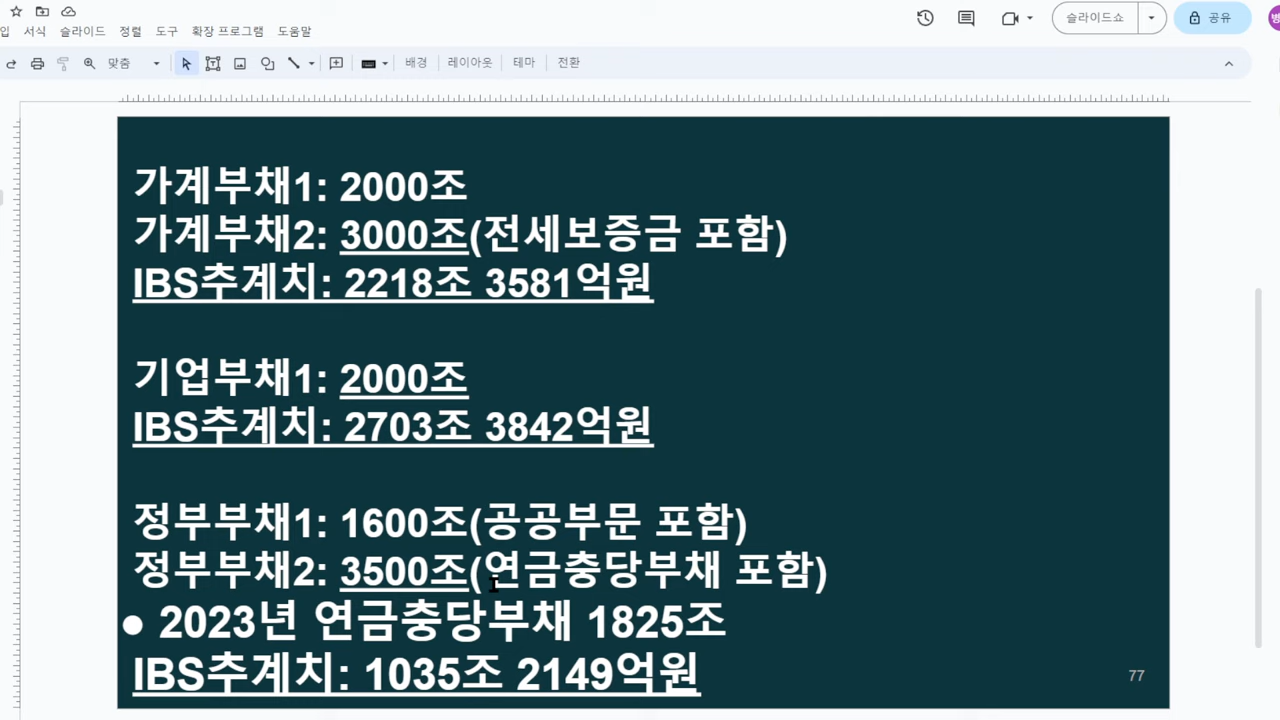 입 서식 슬라이드 정렬 도구 확장 프로그램 도움말
슬라이드쇼
공유
맞춤 배경 레이아웃 테마 전환
가계부채1: 2000조
가계부채2: 3000조(전세보증금 포함)
IBS추계치: 2218조 3581억원
기업부채1: 2000조
IBS추계치: 2703조 3842억원
정부부채1: 1600조(공공부문 포함)
정부부채2: 3500조(연금충당부채 포함)
● 2023년 연금충당부채 1825조
IBS추계치: 1035조 2149억원
77